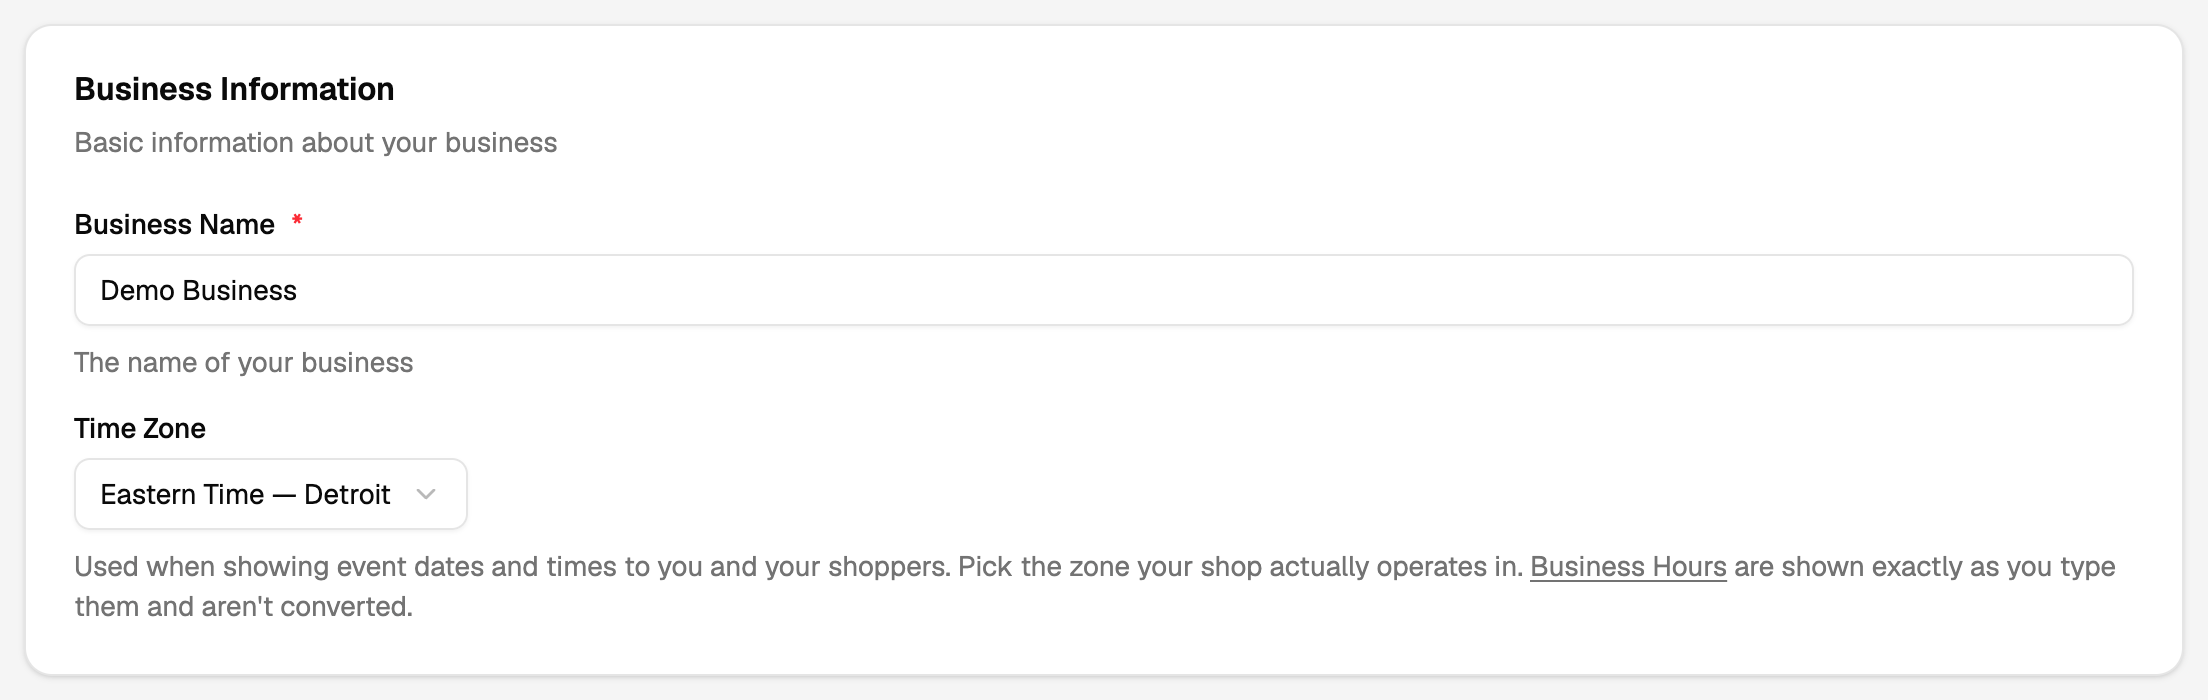 Business Information
Basic information about your business
Business Name *
Demo Business
The name of your business
Time Zone
Eastern Time — Detroit
Used when showing event dates and times to you and your shoppers. Pick the zone your shop actually operates in. Business Hours are shown exactly as you type
them and aren't converted.